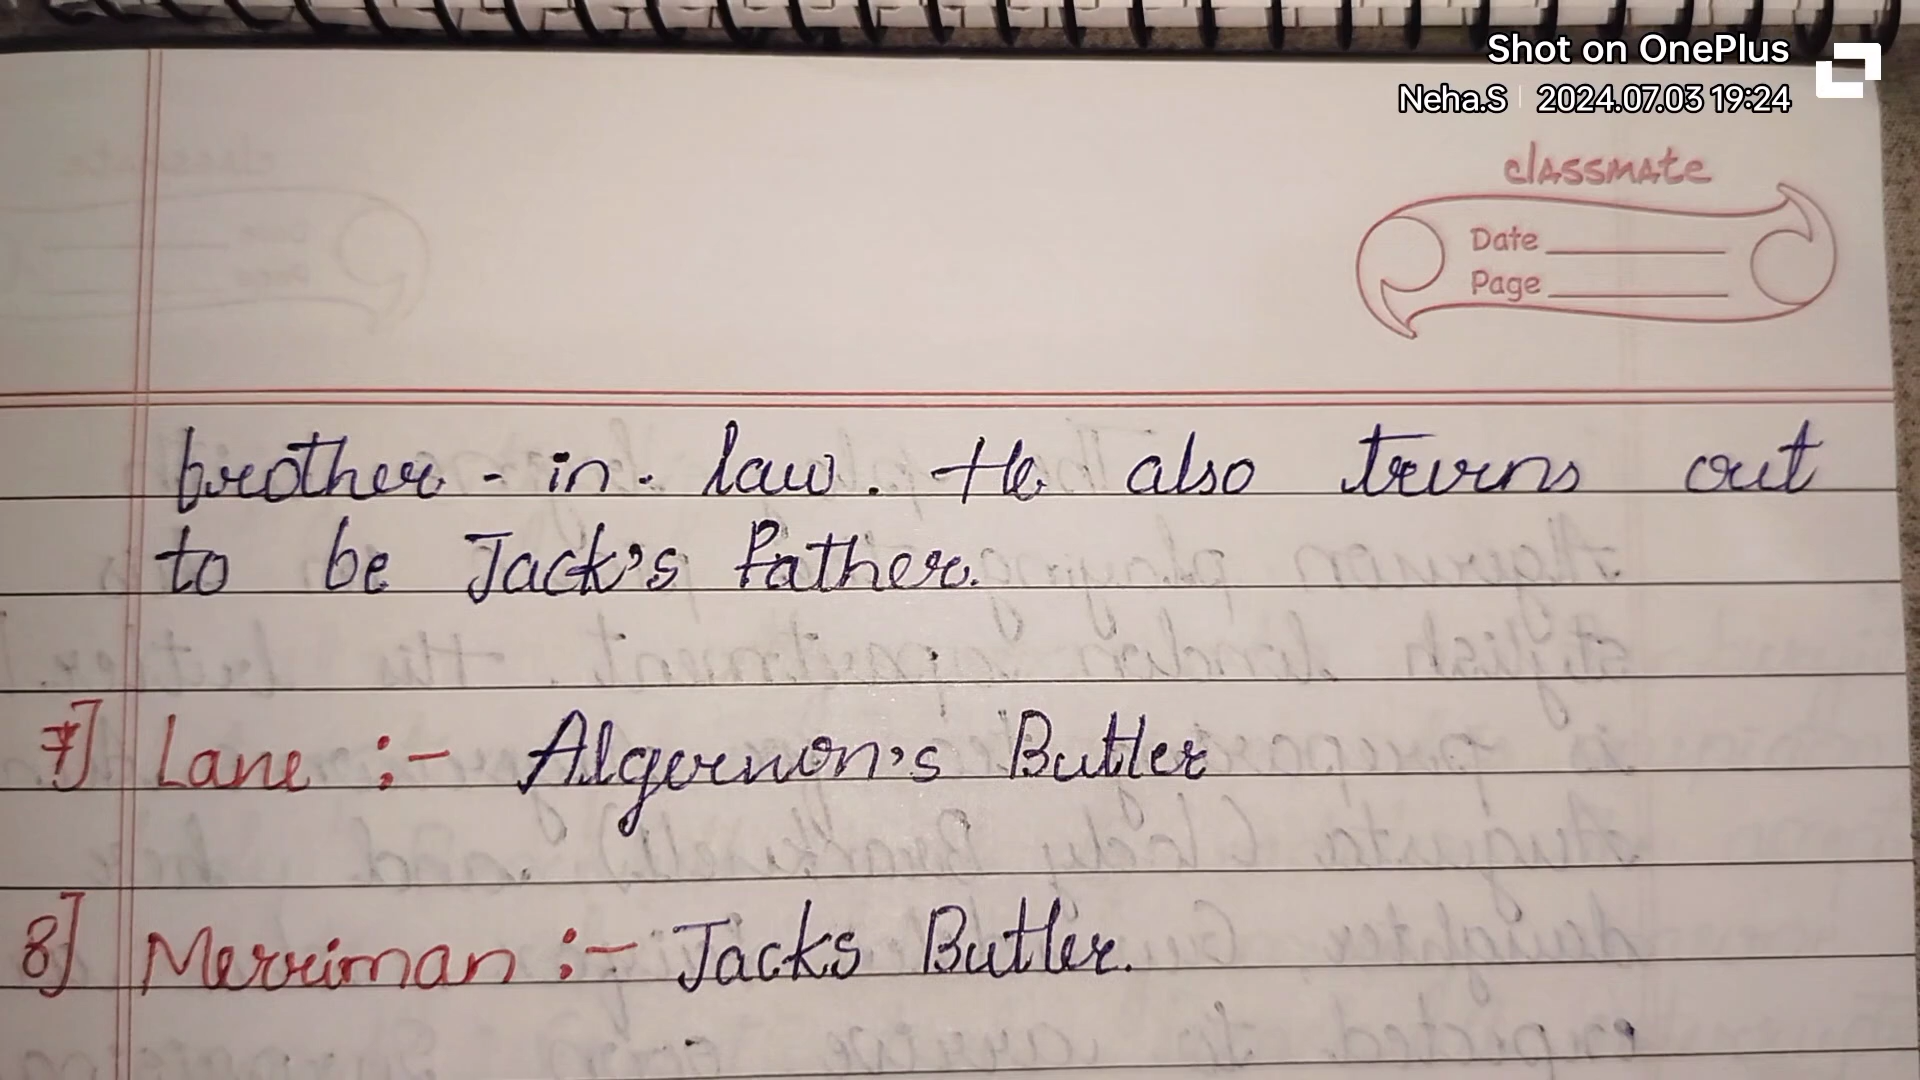 Shot on OnePlus
Neha.S | 2024.07.03 19:24
classmate
Date
Page
brother - in - law. He also turns out
to be Jack's Father.
7] Lane :- Algernon's Butler
8] Merriman :- Jacks Butler.